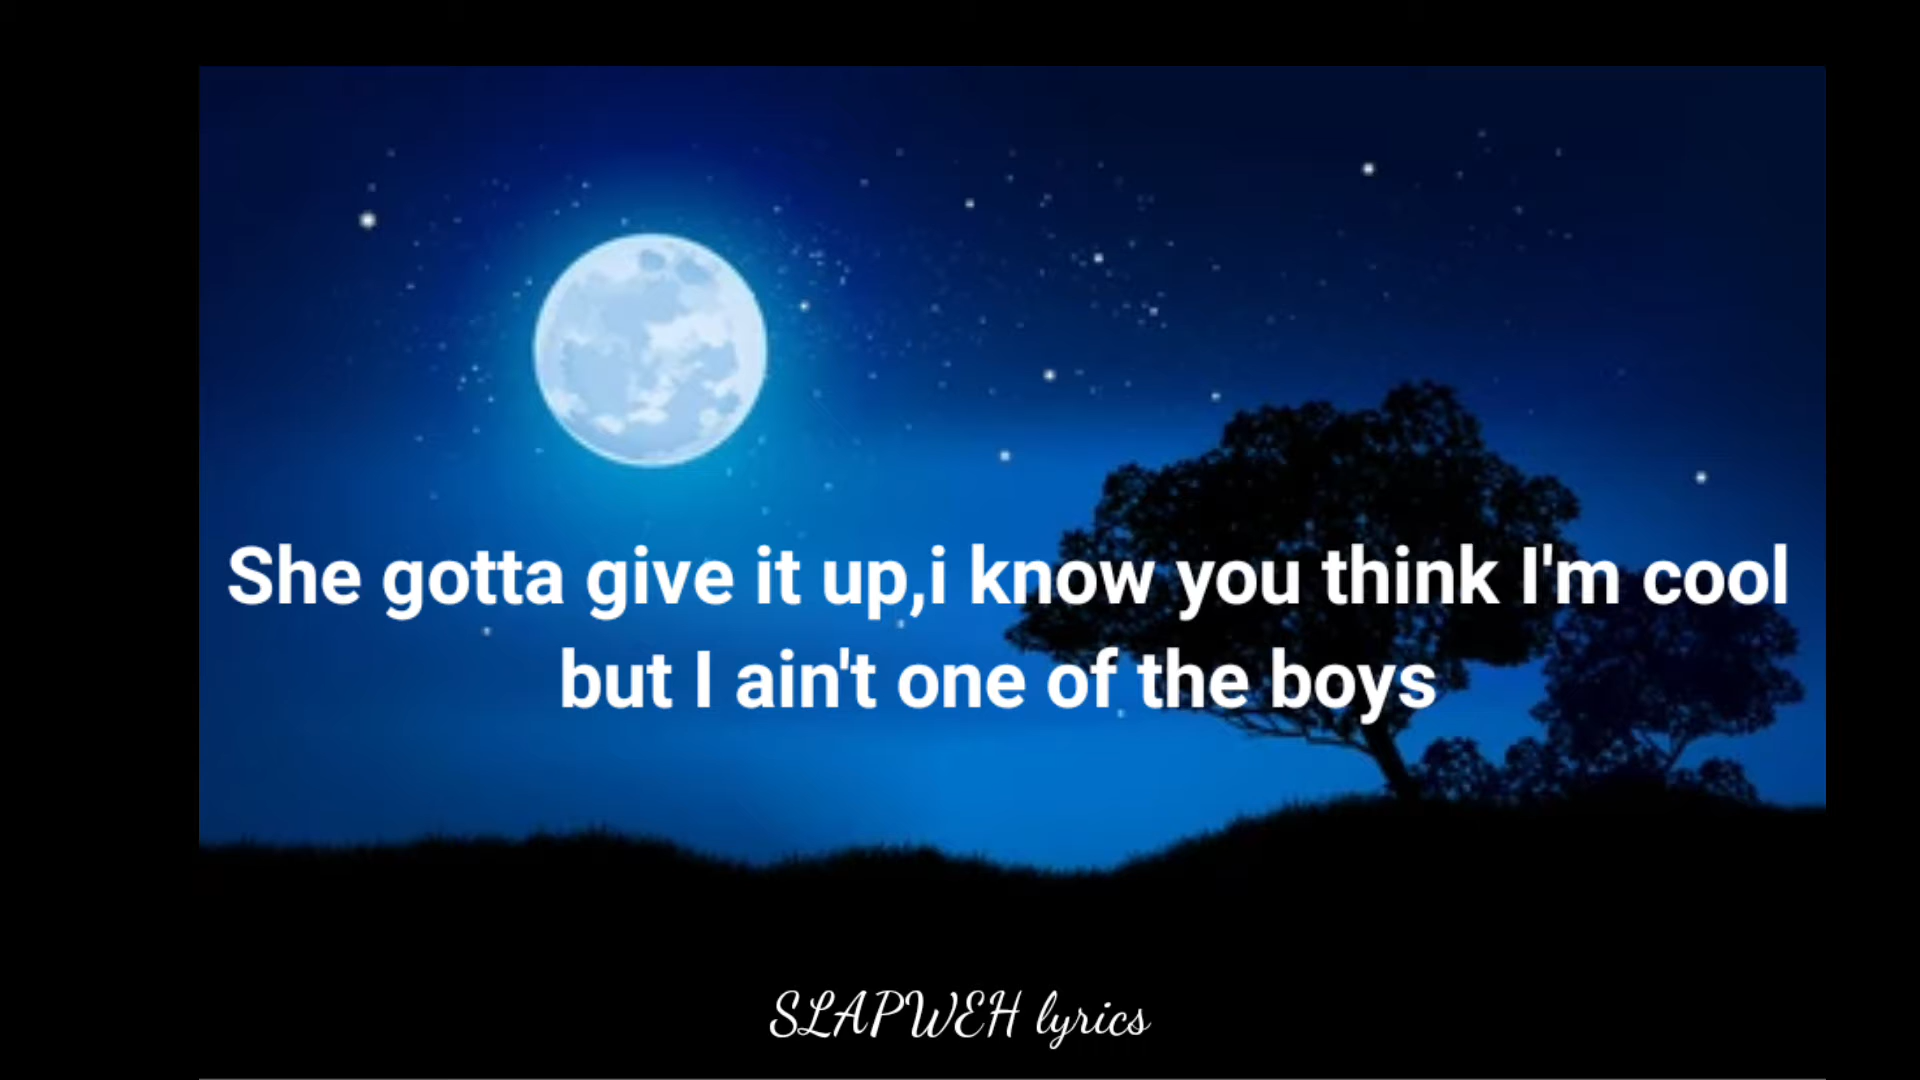 She gotta give it up,i know you think I'm cool
but I ain't one of the boys
SLAPWEH lyrics